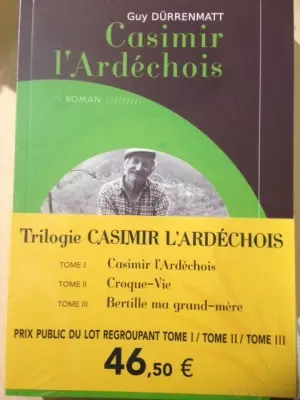 Guy DÜRRENMATT
Casimir
l'Ardéchois
// ROMAN /////////
Trilogie CASIMIR L'ARDÉCHOIS
TOME I Casimir l'Ardéchois
TOME II Croque-Vie
TOME III Bertille ma grand-mère
PRIX PUBLIC DU LOT REGROUPANT TOME I / TOME II / TOME III
46,50 €